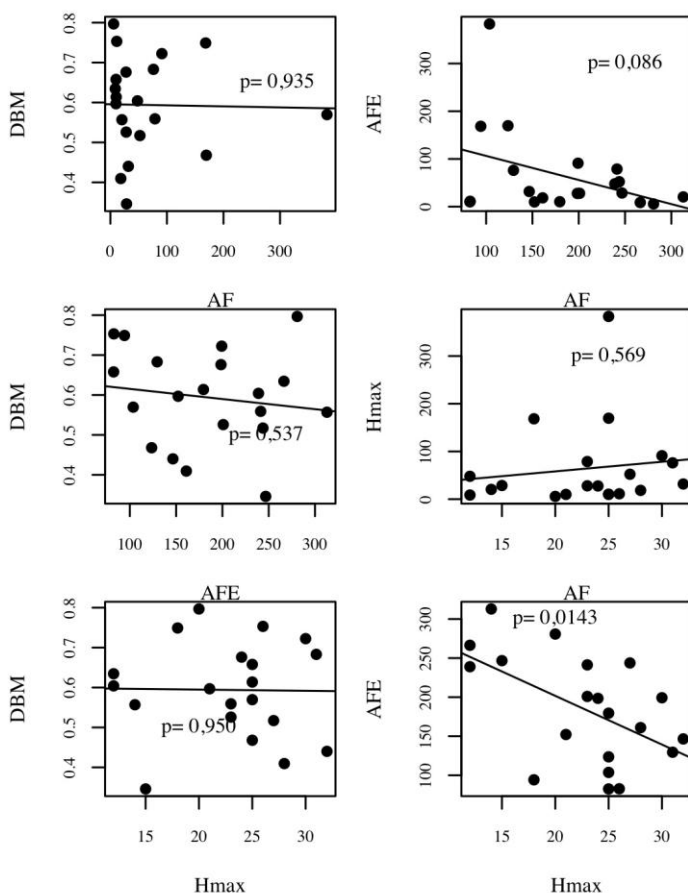 DBM
0.4 0.5 0.6 0.7 0.8
p= 0,935
0 100 200 300
AF
AFE
0 100 200 300
p= 0,086
100 150 200 250 300
AF
DBM
0.4 0.5 0.6 0.7 0.8
p= 0,537
100 150 200 250 300
AFE
Hmax
0 100 200 300
p= 0,569
15 20 25 30
AF
DBM
0.4 0.5 0.6 0.7 0.8
p= 0,950
15 20 25 30
Hmax
AFE
100 150 200 250 300
p= 0,0143
15 20 25 30
Hmax